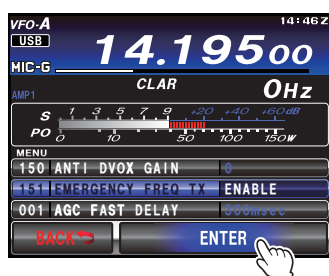 VFO-A 14:46Z
USB
14.19500
MIC-G
CLAR
AMP1 0Hz
S 1 3 5 7 9 +20 +40 +60dB
PO 0 10 50 100 150W
MENU
150 ANTI DVOX GAIN 0
151 EMERGENCY FREQ TX ENABLE
001 AGC FAST DELAY 300msec
BACK ENTER